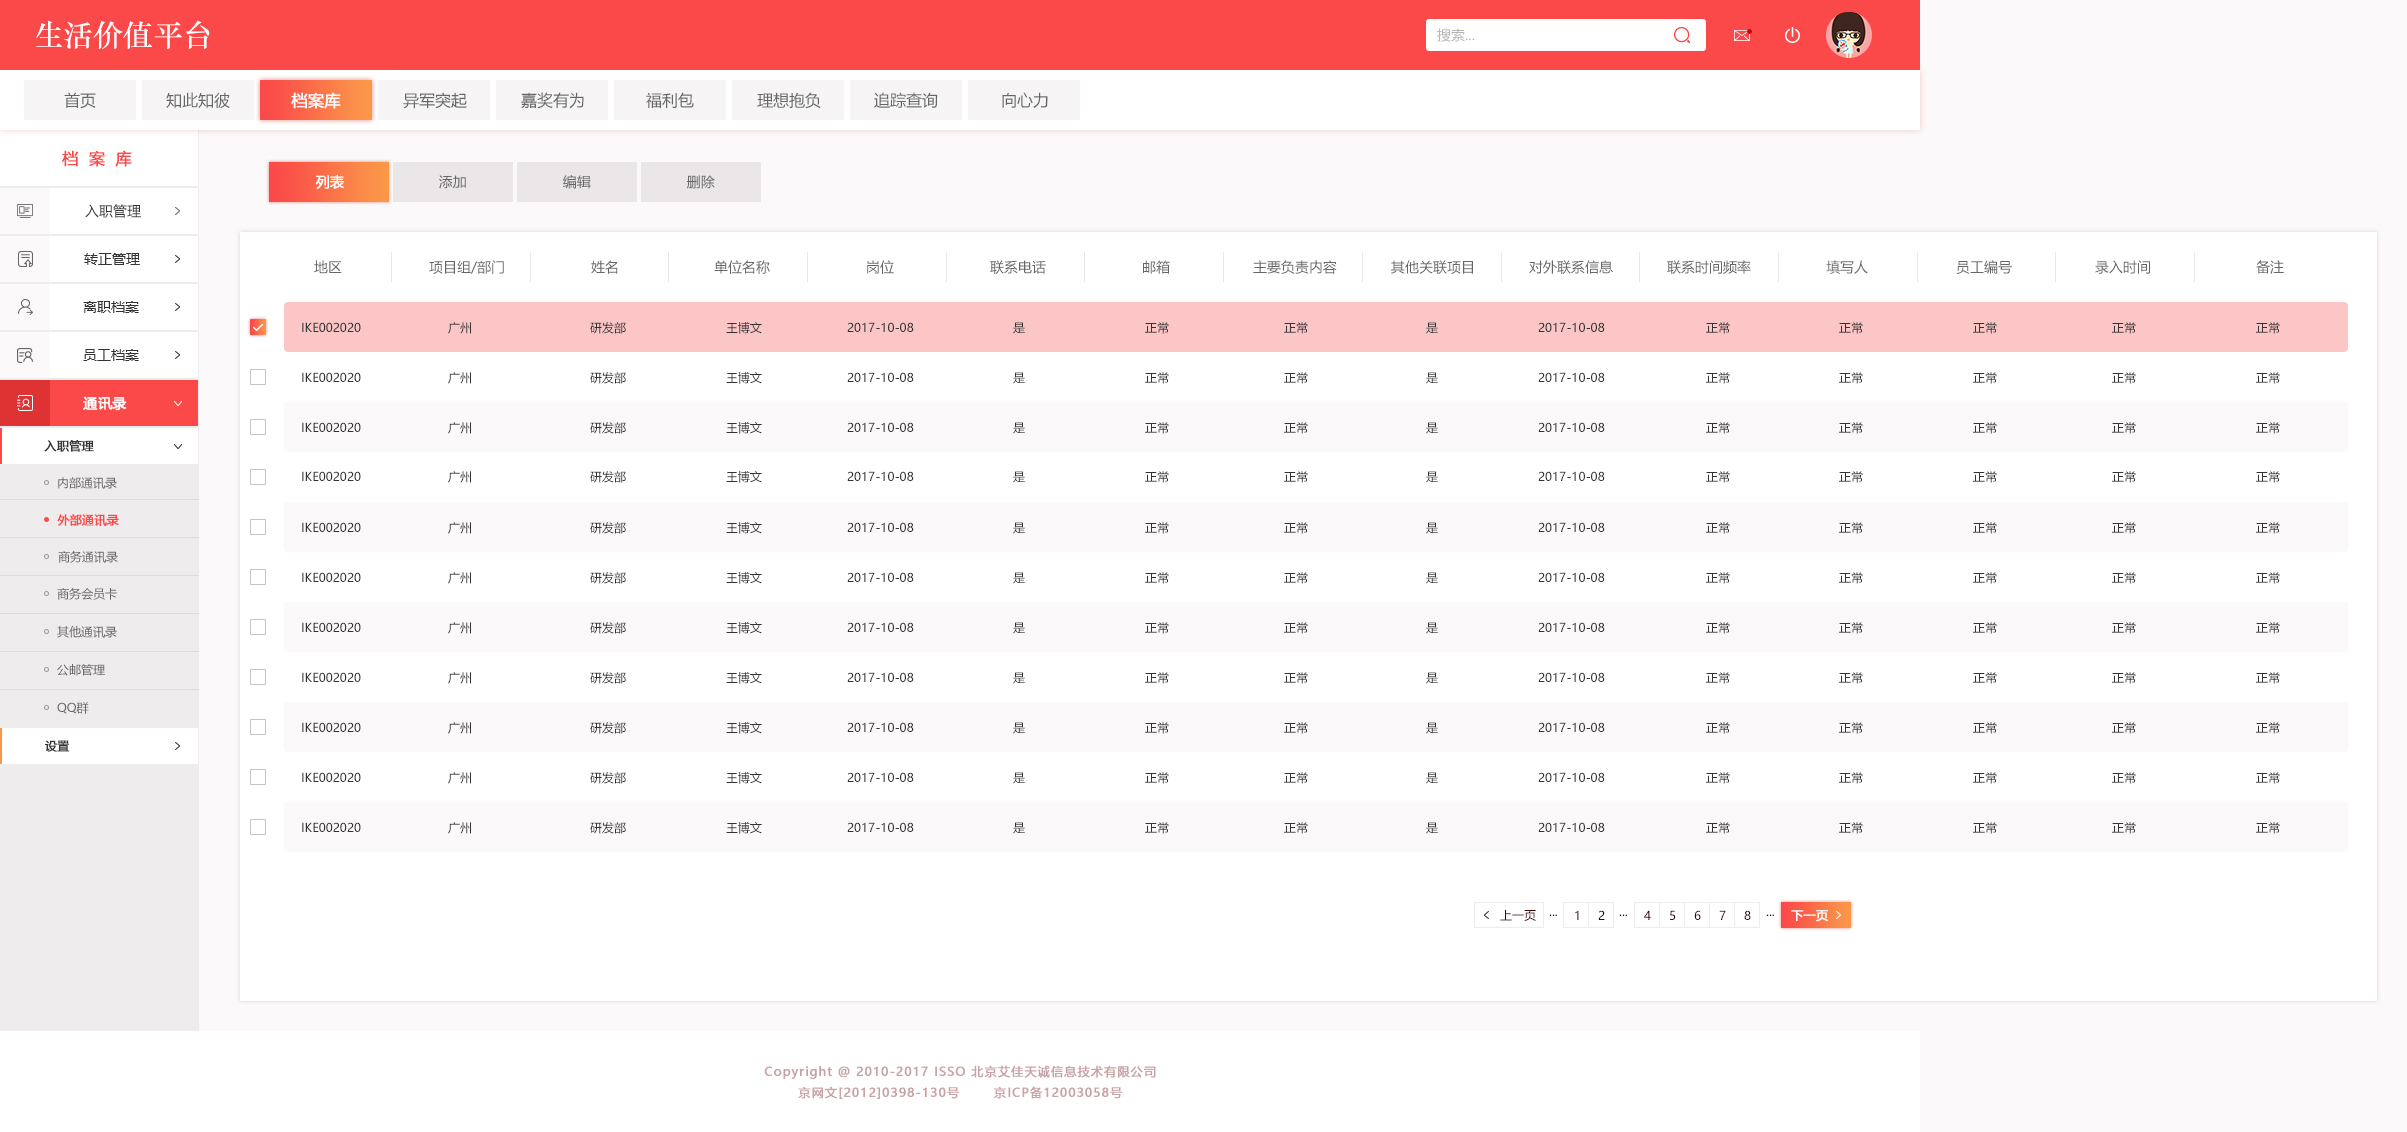 生活价值平台
搜索...
首页 知此知彼 档案库 异军突起 嘉奖有为 福利包 理想抱负 追踪查询 向心力
档案库
入职管理
转正管理
离职档案
员工档案
通讯录
入职管理
内部通讯录
外部通讯录
商务通讯录
商务会员卡
其他通讯录
公邮管理
QQ群
设置
列表 添加 编辑 删除
地区 项目组/部门 姓名 单位名称 岗位 联系电话 邮箱 主要负责内容 其他关联项目 对外联系信息 联系时间频率 填写人 员工编号 录入时间 备注
IKE002020 广州 研发部 王博文 2017-10-08 是 正常 正常 是 2017-10-08 正常 正常 正常 正常 正常
IKE002020 广州 研发部 王博文 2017-10-08 是 正常 正常 是 2017-10-08 正常 正常 正常 正常 正常
IKE002020 广州 研发部 王博文 2017-10-08 是 正常 正常 是 2017-10-08 正常 正常 正常 正常 正常
IKE002020 广州 研发部 王博文 2017-10-08 是 正常 正常 是 2017-10-08 正常 正常 正常 正常 正常
IKE002020 广州 研发部 王博文 2017-10-08 是 正常 正常 是 2017-10-08 正常 正常 正常 正常 正常
IKE002020 广州 研发部 王博文 2017-10-08 是 正常 正常 是 2017-10-08 正常 正常 正常 正常 正常
IKE002020 广州 研发部 王博文 2017-10-08 是 正常 正常 是 2017-10-08 正常 正常 正常 正常 正常
IKE002020 广州 研发部 王博文 2017-10-08 是 正常 正常 是 2017-10-08 正常 正常 正常 正常 正常
IKE002020 广州 研发部 王博文 2017-10-08 是 正常 正常 是 2017-10-08 正常 正常 正常 正常 正常
IKE002020 广州 研发部 王博文 2017-10-08 是 正常 正常 是 2017-10-08 正常 正常 正常 正常 正常
IKE002020 广州 研发部 王博文 2017-10-08 是 正常 正常 是 2017-10-08 正常 正常 正常 正常 正常
< 上一页 ... 1 2 ... 4 5 6 7 8 ... 下一页 >
Copyright @ 2010-2017 ISSO 北京艾佳天诚信息技术有限公司
京网文[2012]0398-130号 京ICP备12003058号